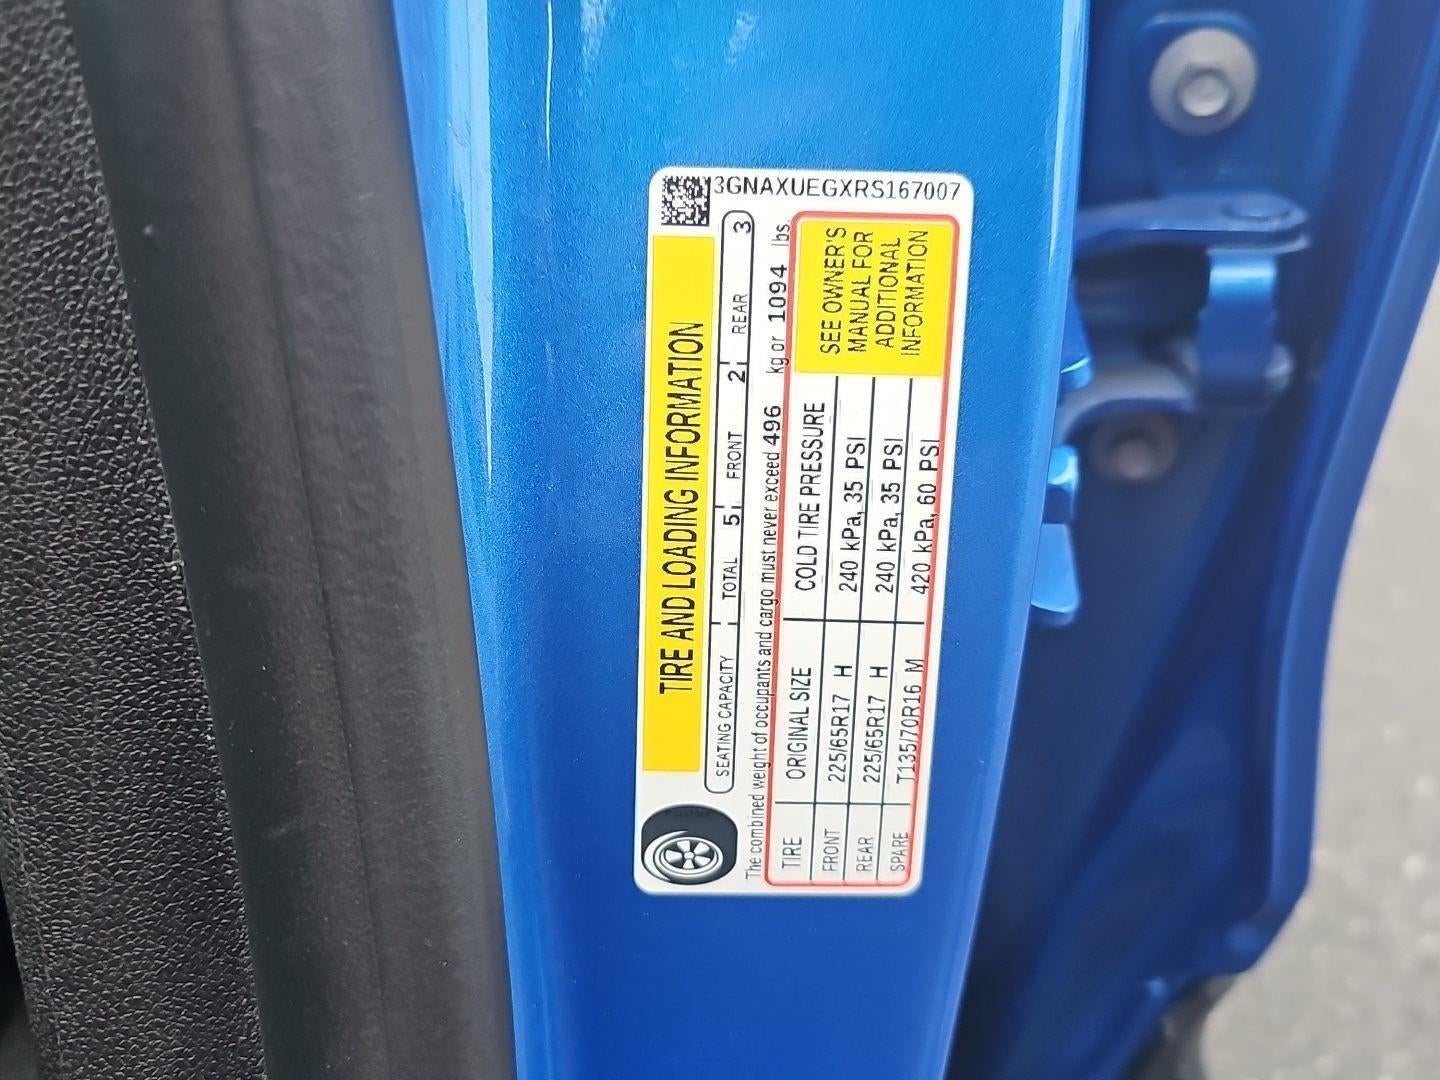 3GNAXUEGXRS167007
TIRE AND LOADING INFORMATION
SEATING CAPACITY TOTAL 5 FRONT 2 REAR 3
The combined weight of occupants and cargo must never exceed 496 kg or 1094 lbs.
TIRE ORIGINAL SIZE COLD TIRE PRESSURE
FRONT 225/65R17 H 240 kPa, 35 PSI
REAR 225/65R17 H 240 kPa, 35 PSI
SPARE T135/70R16 M 420 kPa, 60 PSI
SEE OWNER'S
MANUAL FOR
ADDITIONAL
INFORMATION